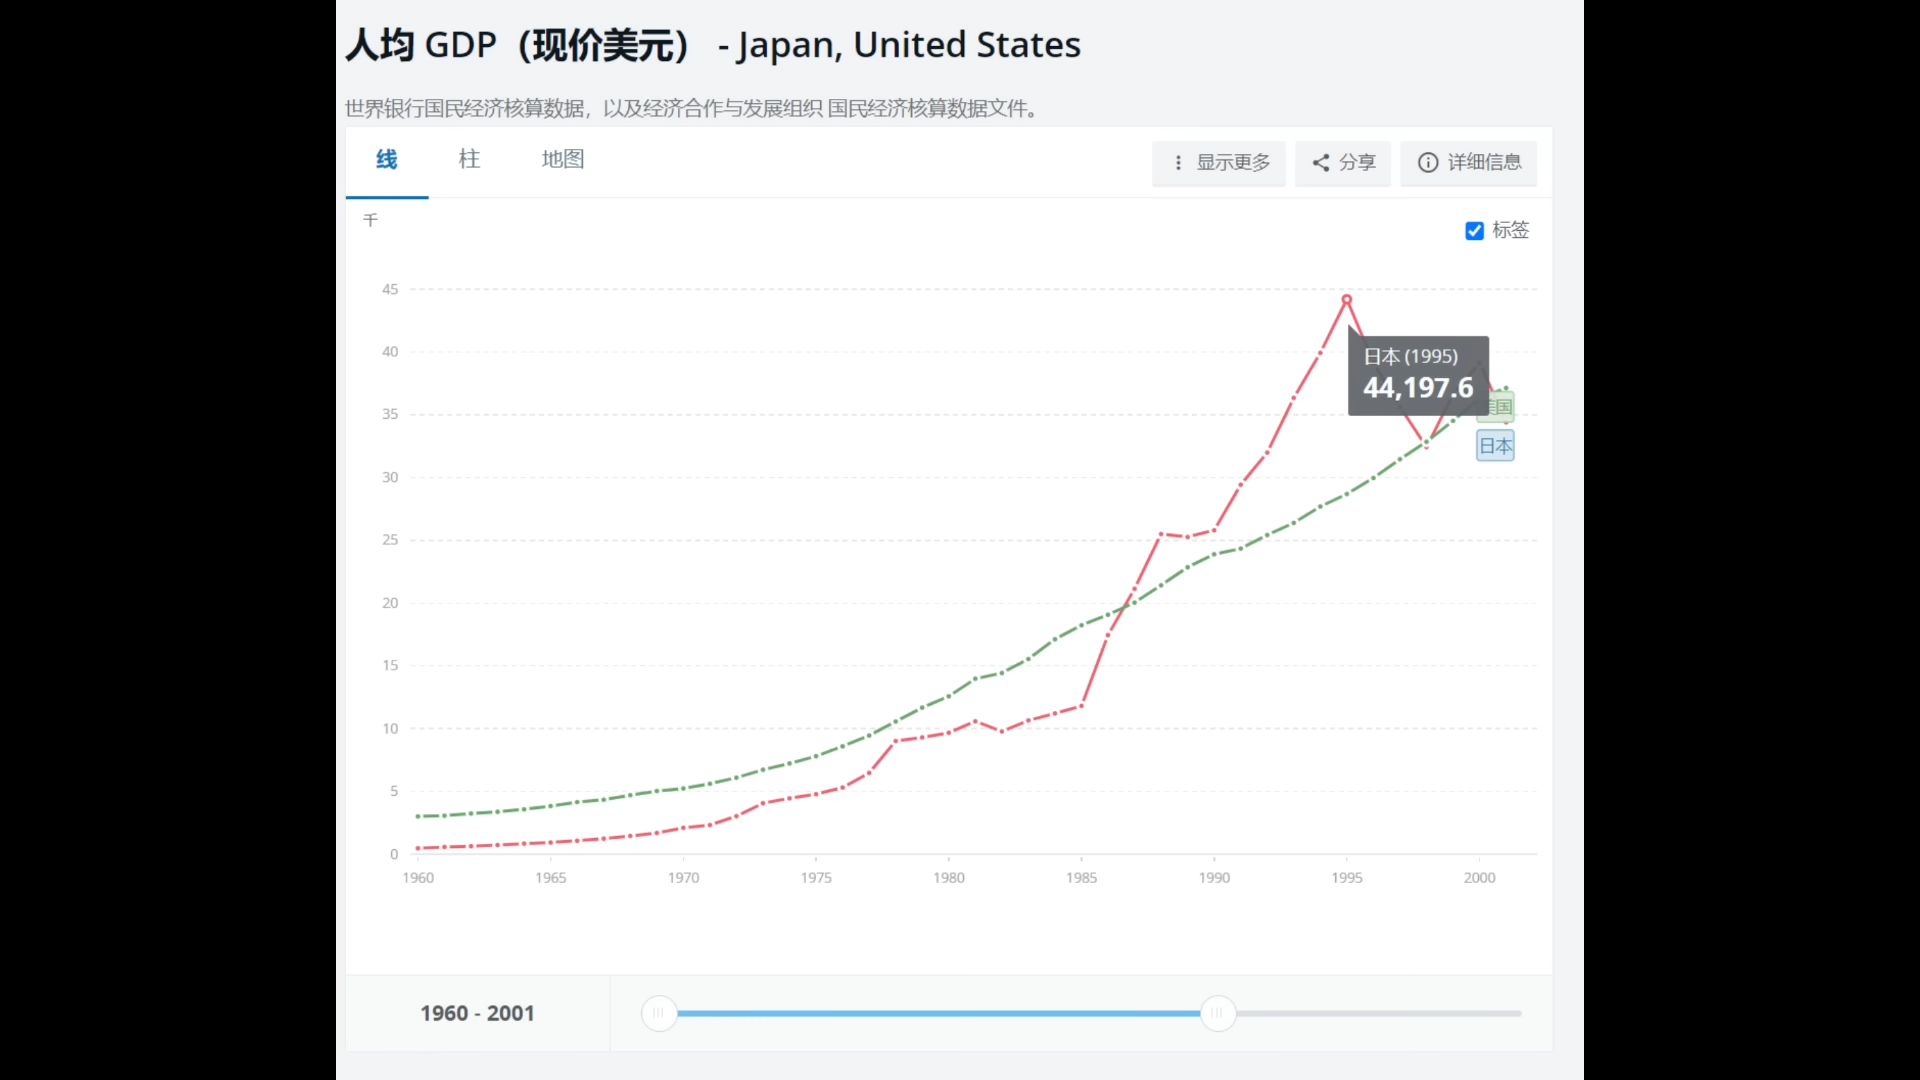 人均 GDP（现价美元） - Japan, United States
世界银行国民经济核算数据，以及经济合作与发展组织 国民经济核算数据文件。
线 柱 地图 显示更多 分享 详细信息
千
标签
45
40
35
30
25
20
15
10
5
0
日本 (1995)
44,197.6
美国
日本
1960 1965 1970 1975 1980 1985 1990 1995 2000
1960 - 2001